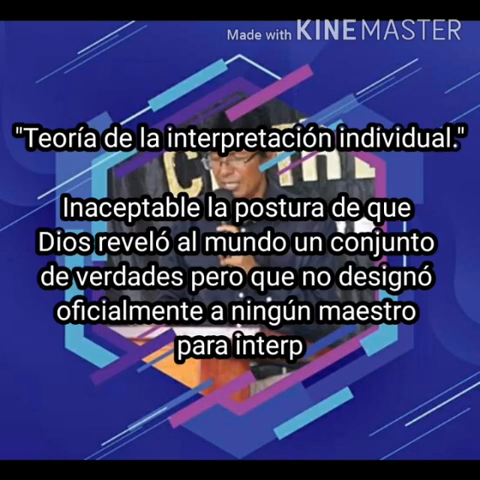 Made with KINEMASTER
"Teoría de la interpretación individual."
Inaceptable la postura de que
Dios reveló al mundo un conjunto
de verdades pero que no designó
oficialmente a ningún maestro
para interp